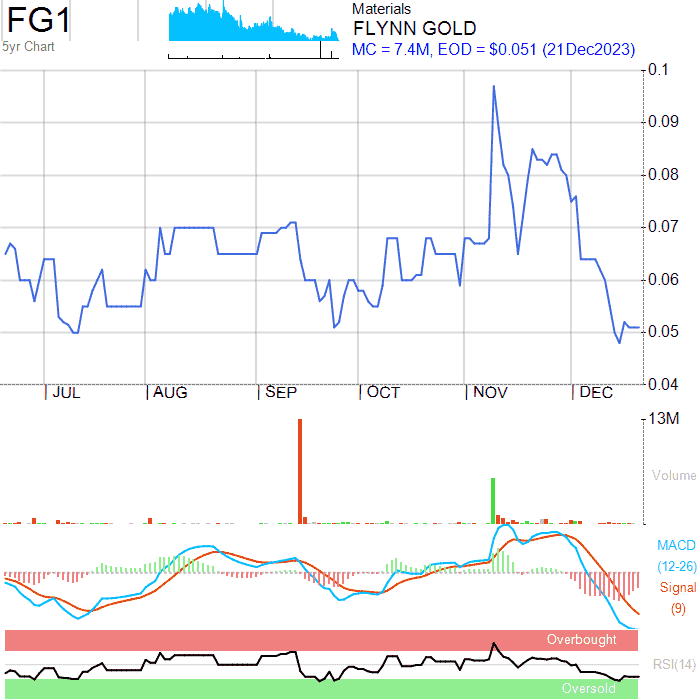 FG1
5yr Chart
Materials
FLYNN GOLD
MC = 7.4M, EOD = $0.051 (21Dec2023)
0.1
0.09
0.08
0.07
0.06
0.05
0.04
JUL AUG SEP OCT NOV DEC
13M
Volume
MACD
(12-26)
Signal
(9)
Overbought
RSI(14)
Oversold